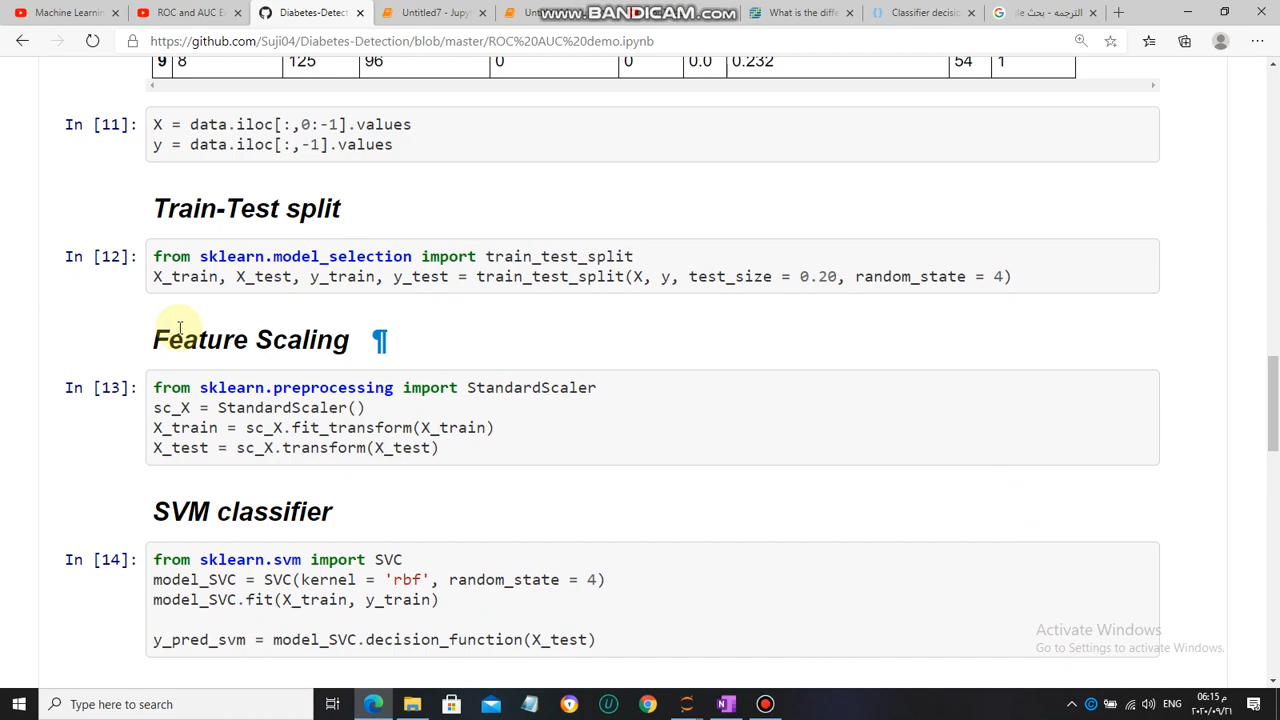 Machine Learning
ROC and AUC E
Diabetes-Detect
Untitled7 - Jupy
Unt
www.BANDICAM.com
What is the diffe
Classifier decisi
الترجمه - بحث
https://github.com/Suji04/Diabetes-Detection/blob/master/ROC%20AUC%20demo.ipynb
9 8 125 96 0 0 0.0 0.232 54 1
In [11]: X = data.iloc[:,0:-1].values
y = data.iloc[:,-1].values
Train-Test split
In [12]: from sklearn.model_selection import train_test_split
X_train, X_test, y_train, y_test = train_test_split(X, y, test_size = 0.20, random_state = 4)
Feature Scaling ¶
In [13]: from sklearn.preprocessing import StandardScaler
sc_X = StandardScaler()
X_train = sc_X.fit_transform(X_train)
X_test = sc_X.transform(X_test)
SVM classifier
In [14]: from sklearn.svm import SVC
model_SVC = SVC(kernel = 'rbf', random_state = 4)
model_SVC.fit(X_train, y_train)
y_pred_svm = model_SVC.decision_function(X_test)
Activate Windows
Go to Settings to activate Windows.
Type here to search
ENG
م 06:15